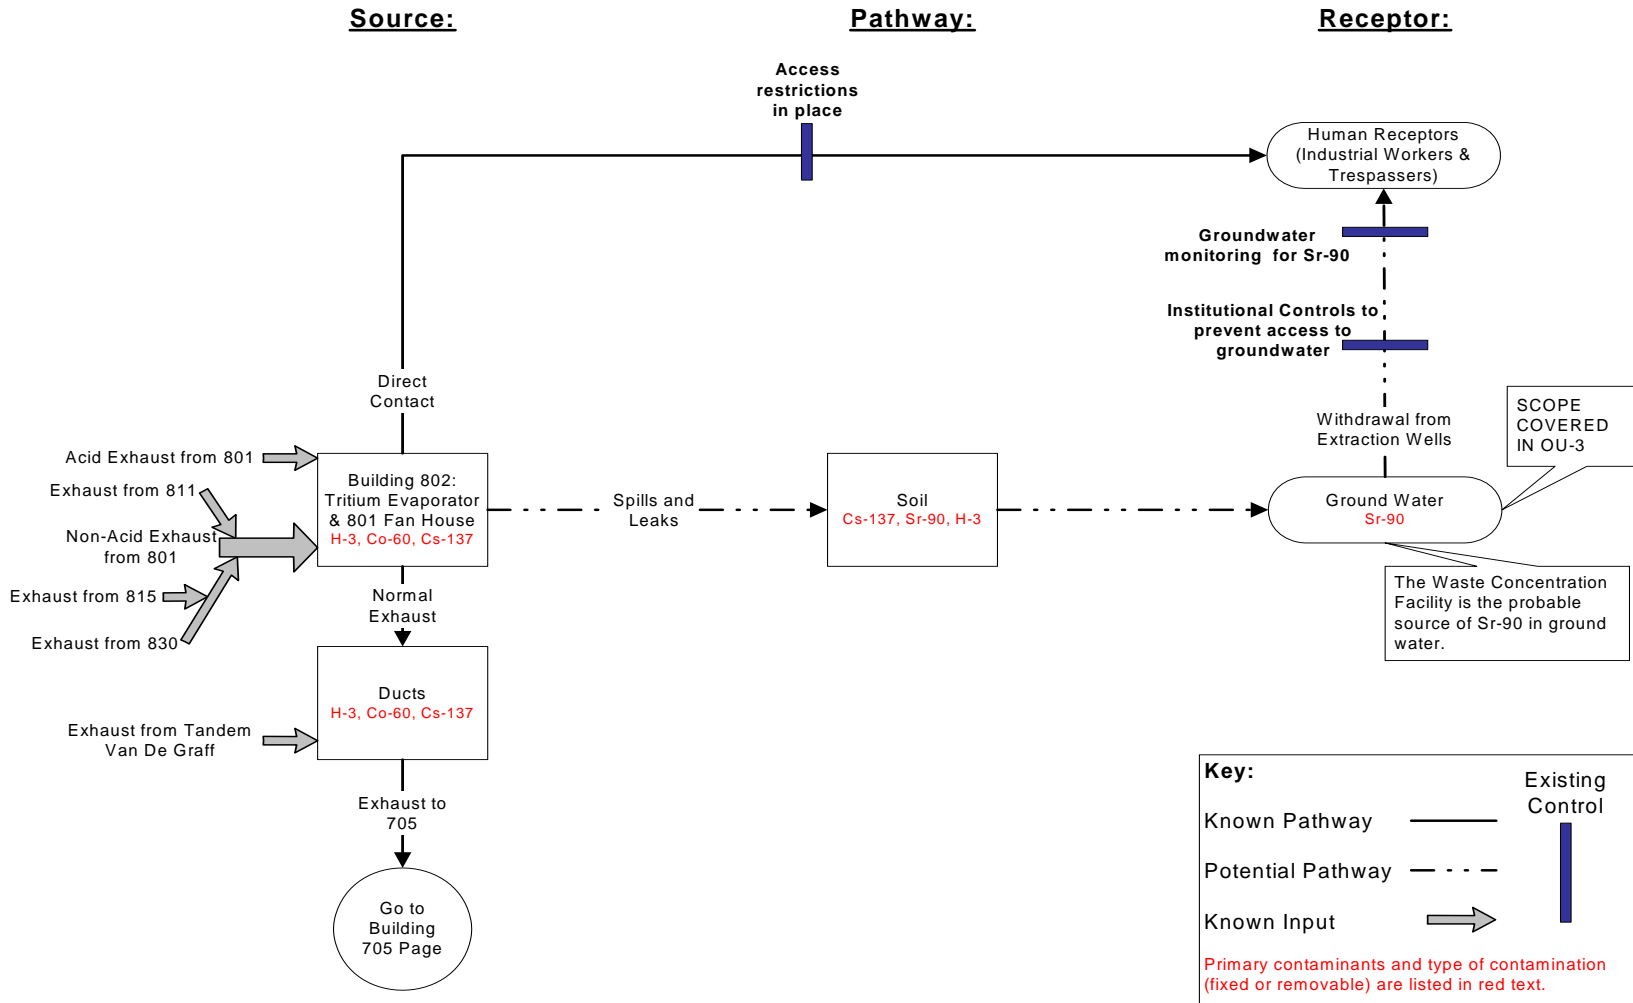 Source:
Pathway:
Receptor:
Access
restrictions
in place
Human Receptors
(Industrial Workers &
Trespassers)
Groundwater
monitoring for Sr-90
Institutional Controls to
prevent access to
groundwater
Direct
Contact
Withdrawal from
Extraction Wells
SCOPE
COVERED
IN OU-3
Acid Exhaust from 801
Exhaust from 811
Non-Acid Exhaust
from 801
Exhaust from 815
Exhaust from 830
Building 802:
Tritium Evaporator
& 801 Fan House
H-3, Co-60, Cs-137
Spills and
Leaks
Soil
Cs-137, Sr-90, H-3
Ground Water
Sr-90
The Waste Concentration
Facility is the probable
source of Sr-90 in ground
water.
Normal
Exhaust
Ducts
H-3, Co-60, Cs-137
Exhaust from Tandem
Van De Graff
Exhaust to
705
Go to
Building
705 Page
Key:
Existing
Control
Known Pathway
Potential Pathway
Known Input
Primary contaminants and type of contamination
(fixed or removable) are listed in red text.